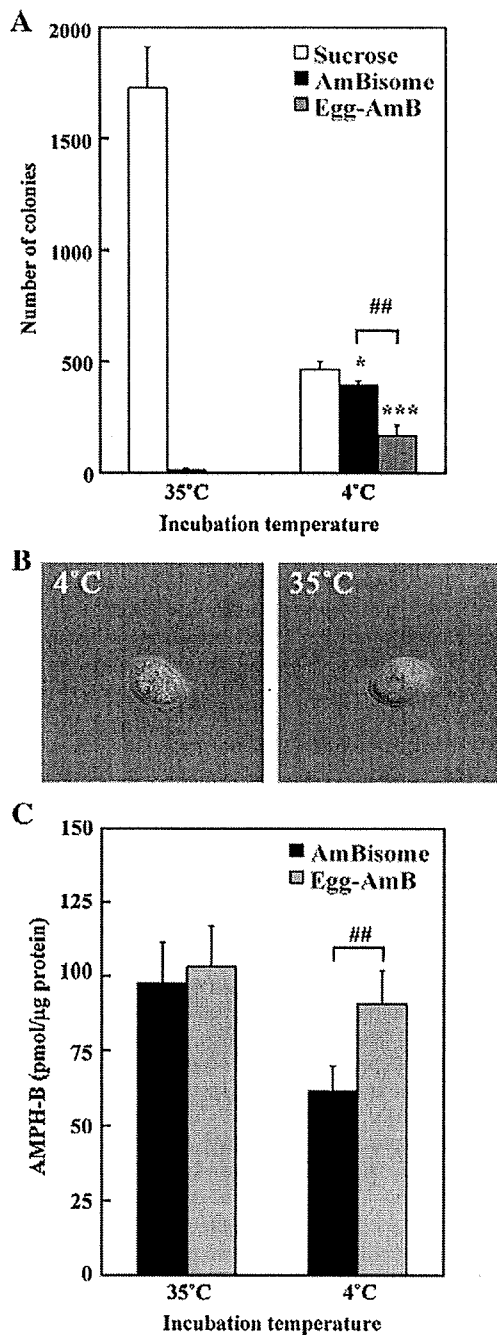 A
2000
1500
1000
500
0
Number of colonies
Sucrose
AmBisome
Egg-AmB
##
*
***
35°C 4°C
Incubation temperature
B
4°C 35°C
C
150
125
100
75
50
25
0
AMPH-B (pmol/µg protein)
AmBisome
Egg-AmB
##
35°C 4°C
Incubation temperature